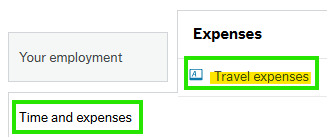 Expenses
Your employment
Travel expenses
Time and expenses